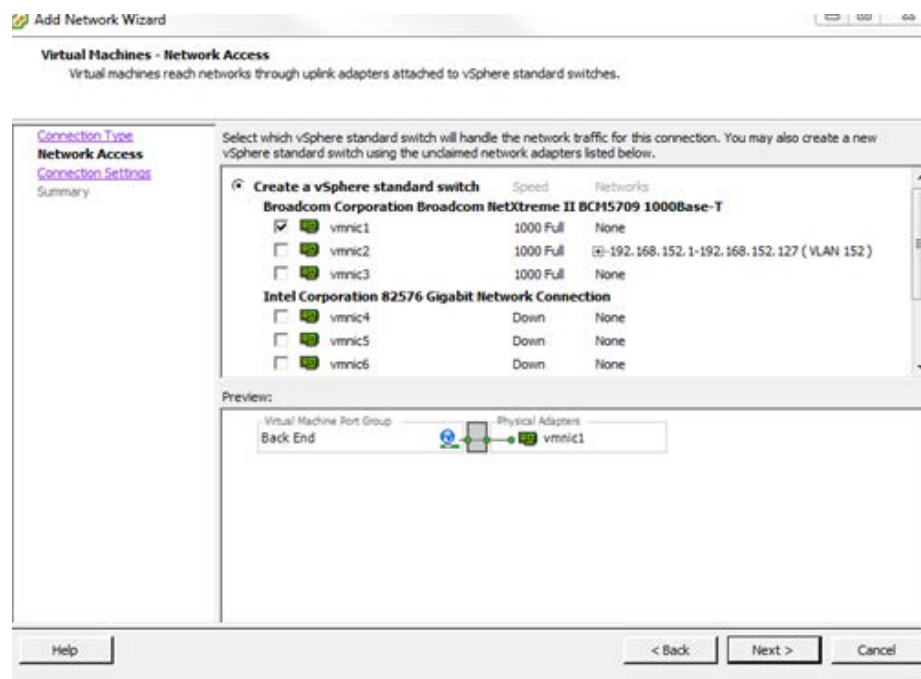 Add Network Wizard
Virtual Machines - Network Access
Virtual machines reach networks through uplink adapters attached to vSphere standard switches.
Connection Type
Network Access
Connection Settings
Summary
Select which vSphere standard switch will handle the network traffic for this connection. You may also create a new
vSphere standard switch using the unclaimed network adapters listed below.
Create a vSphere standard switch Speed Networks
Broadcom Corporation Broadcom NetXtreme II BCM5709 1000Base-T
vmnic1 1000 Full None
vmnic2 1000 Full 192.168.152.1-192.168.152.127 ( VLAN 152 )
vmnic3 1000 Full None
Intel Corporation 82576 Gigabit Network Connection
vmnic4 Down None
vmnic5 Down None
vmnic6 Down None
Preview:
Virtual Machine Port Group Physical Adapters
Back End vmnic1
Help < Back Next > Cancel